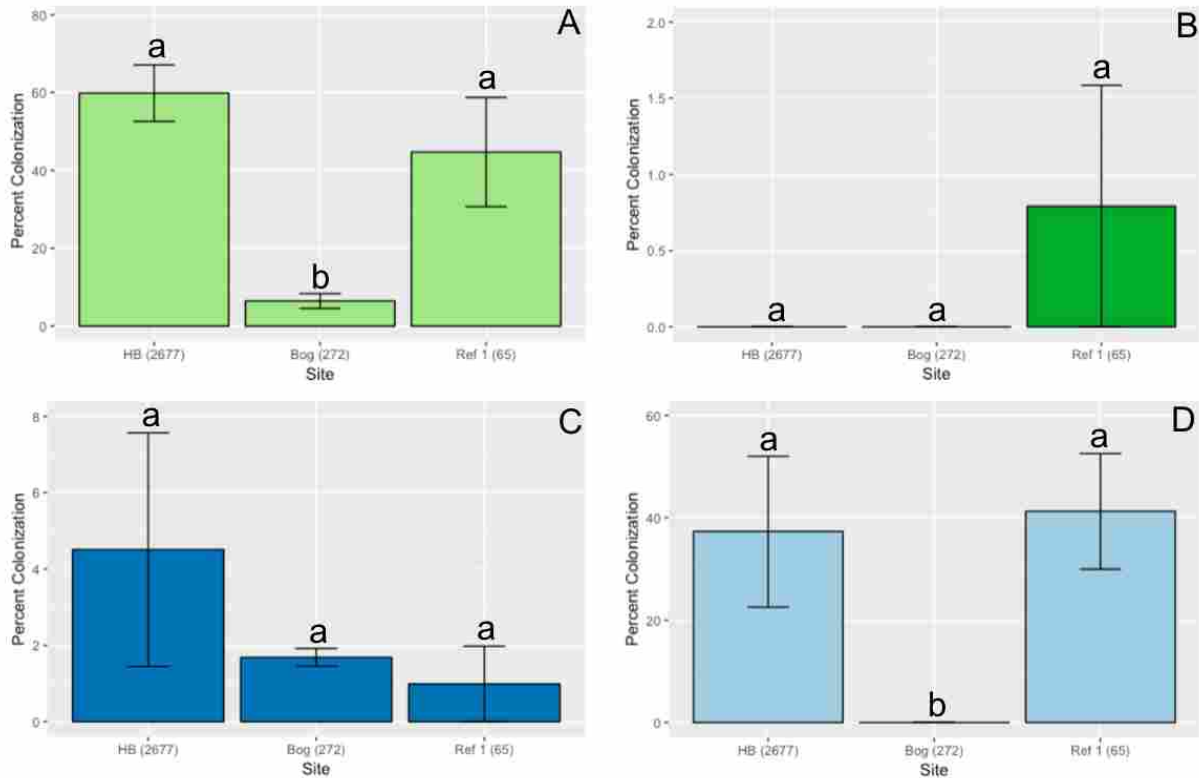 A
80
60
40
20
0
Percent Colonization
a
b
a
HB (2677) Bog (272) Ref 1 (65)
Site
B
2.0
1.5
1.0
0.5
0.0
Percent Colonization
a
a
a
HB (2677) Bog (272) Ref 1 (65)
Site
C
8
6
4
2
0
Percent Colonization
a
a
a
HB (2677) Bog (272) Ref 1 (65)
Site
D
60
40
20
0
Percent Colonization
a
b
a
HB (2677) Bog (272) Ref 1 (65)
Site